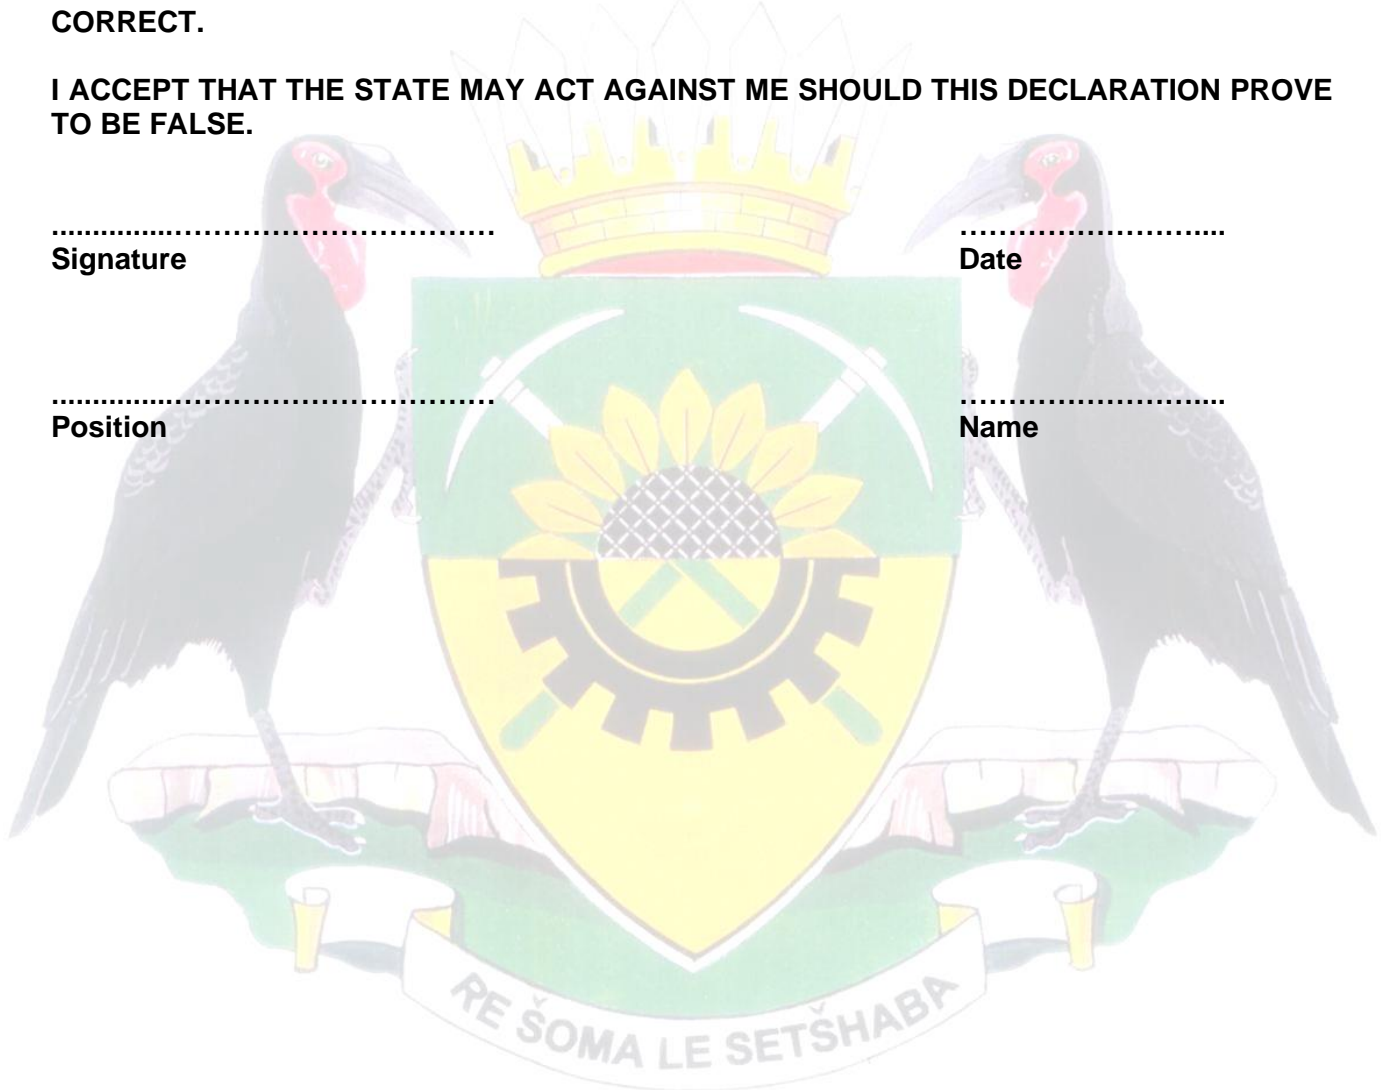 CORRECT.
I ACCEPT THAT THE STATE MAY ACT AGAINST ME SHOULD THIS DECLARATION PROVE
TO BE FALSE.
................……………………………… ……………………….…...
Signature Date
................……………………………… ……………………….…...
Position Name
RE ŠOMA LE SETŠHABA